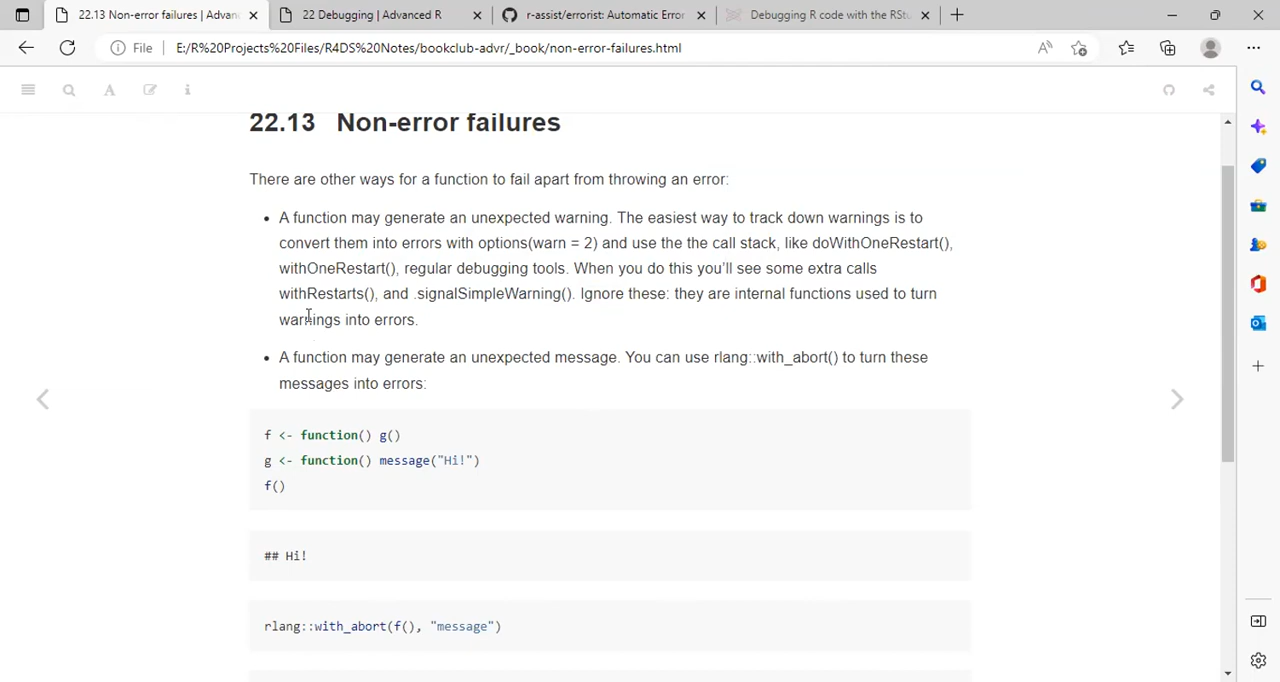 22.13 Non-error failures | Advan
22 Debugging | Advanced R
r-assist/errorist: Automatic Error
Debugging R code with the RStu
File
E:/R%20Projects%20Files/R4DS%20Notes/bookclub-advr/_book/non-error-failures.html
22.13 Non-error failures
There are other ways for a function to fail apart from throwing an error:
A function may generate an unexpected warning. The easiest way to track down warnings is to
convert them into errors with options(warn = 2) and use the the call stack, like doWithOneRestart(),
withOneRestart(), regular debugging tools. When you do this you'll see some extra calls
withRestarts(), and .signalSimpleWarning(). Ignore these: they are internal functions used to turn
warnings into errors.
A function may generate an unexpected message. You can use rlang::with_abort() to turn these
messages into errors:
f <- function() g()
g <- function() message("Hi!")
f()
## Hi!
rlang::with_abort(f(), "message")